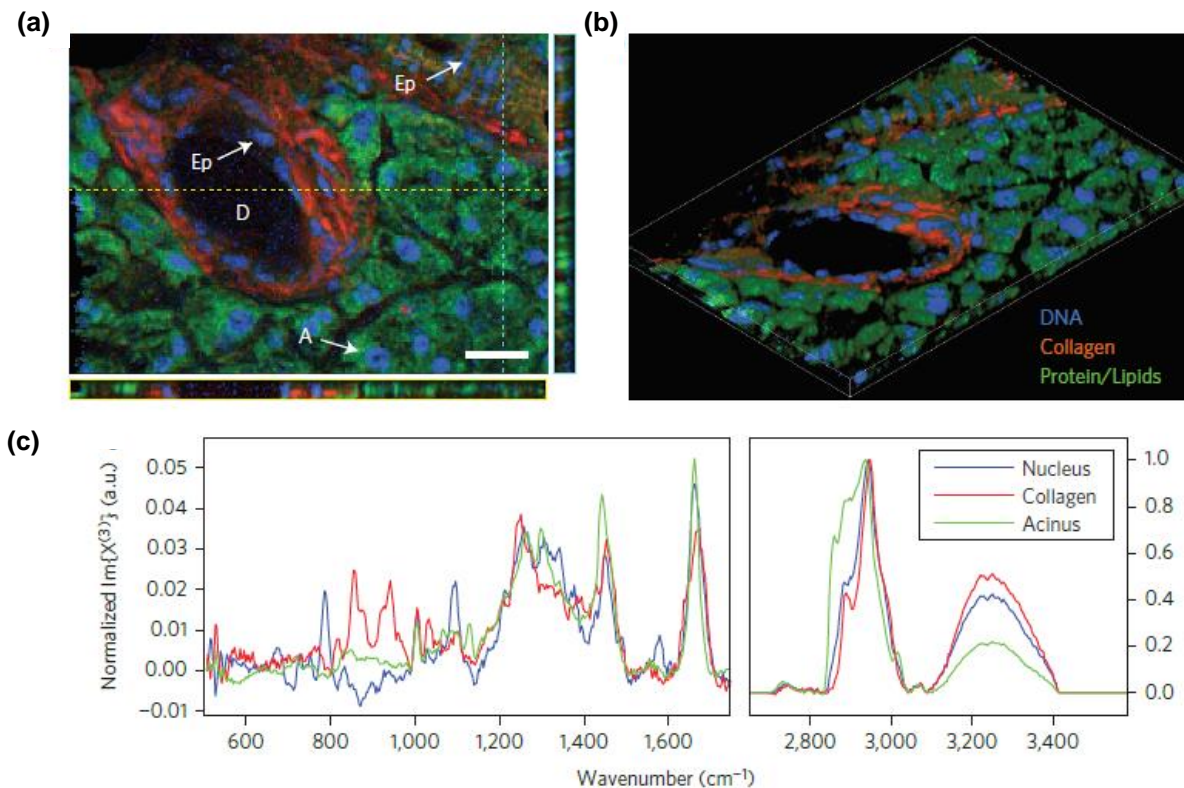 (a)
Ep
Ep
D
A
(b)
DNA
Collagen
Protein/Lipids
(c)
Normalized Im{X⁽³⁾} (a.u.)
0.05
0.04
0.03
0.02
0.01
0.00
−0.01
600
800
1,000
1,200
1,400
1,600
Nucleus
Collagen
Acinus
1.0
0.8
0.6
0.4
0.2
0.0
2,800
3,000
3,200
3,400
Wavenumber (cm⁻¹)